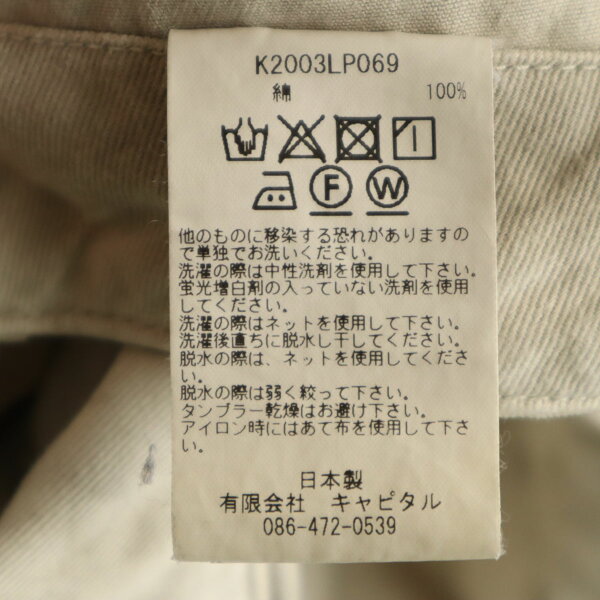 K2003LP069
綿 100%
F W
他のものに移染する恐れがありますの
で単独でお洗いください。
洗濯の際は中性洗剤を使用して下さい。
蛍光増白剤の入っていない洗剤を使用
してください。
洗濯の際はネットを使用して下さい。
洗濯後直ちに脱水し干してください。
脱水の際は、ネットを使用してくださ
い。
脱水の際は弱く絞って下さい。
タンブラー乾燥はお避け下さい。
アイロン時にはあて布を使用して下さ
い。
日本製
有限会社 キャピタル
086-472-0539